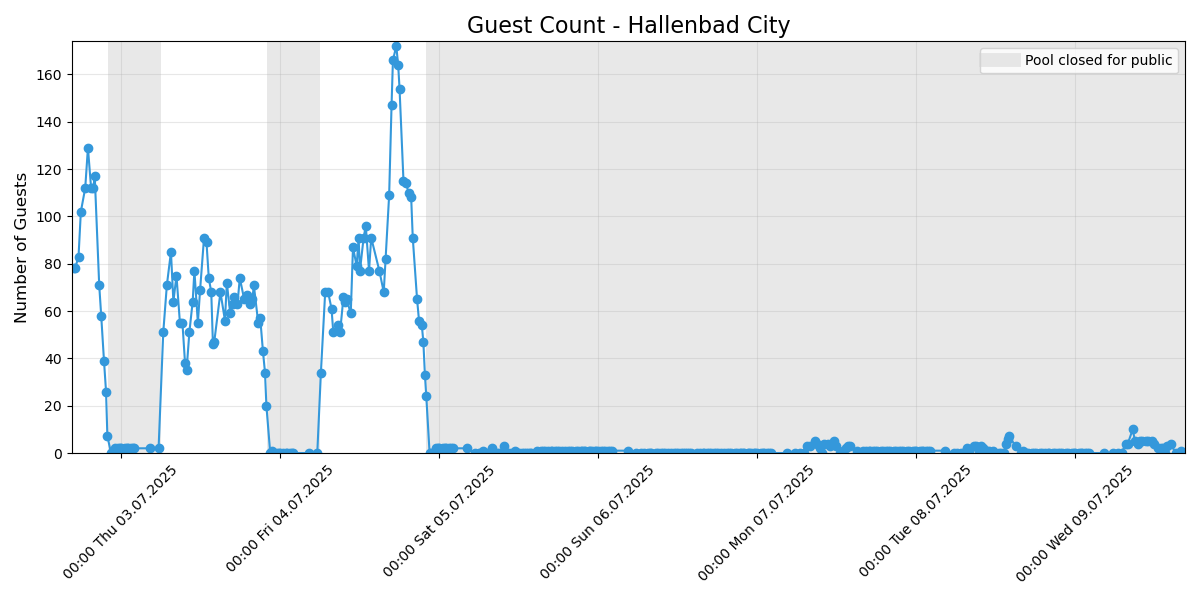 Guest Count - Hallenbad City
Pool closed for public
Number of Guests
160
140
120
100
80
60
40
20
0
00:00 Thu 03.07.2025
00:00 Fri 04.07.2025
00:00 Sat 05.07.2025
00:00 Sun 06.07.2025
00:00 Mon 07.07.2025
00:00 Tue 08.07.2025
00:00 Wed 09.07.2025